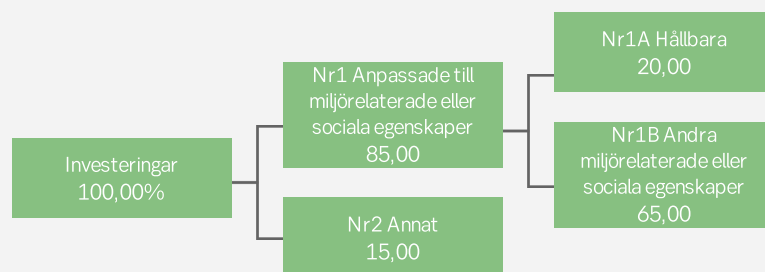 Investeringar
100,00%
Nr1 Anpassade till
miljörelaterade eller
sociala egenskaper
85,00
Nr2 Annat
15,00
Nr1A Hållbara
20,00
Nr1B Andra
miljörelaterade eller
sociala egenskaper
65,00